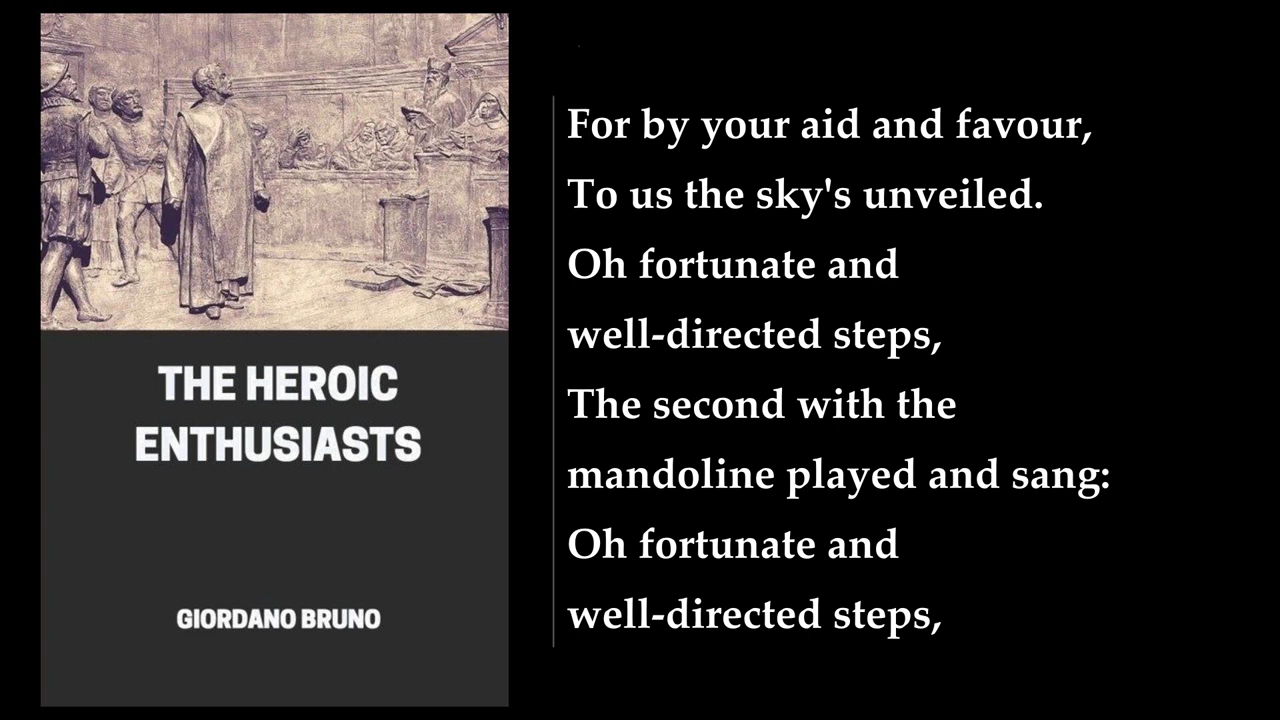 THE HEROIC
ENTHUSIASTS
GIORDANO BRUNO
For by your aid and favour,
To us the sky's unveiled.
Oh fortunate and
well-directed steps,
The second with the
mandoline played and sang:
Oh fortunate and
well-directed steps,